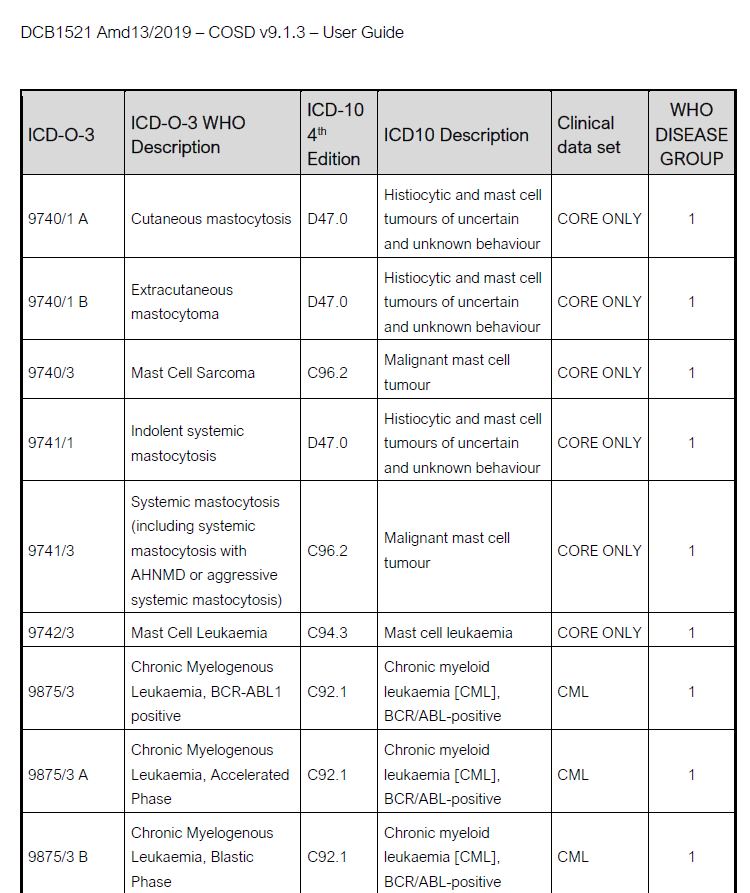 DCB1521 Amd13/2019 – COSD v9.1.3 – User Guide
ICD-O-3
ICD-O-3 WHO
Description
ICD-10
4th
Edition
ICD10 Description
Clinical
data set
WHO
DISEASE
GROUP
9740/1 A
Cutaneous mastocytosis
D47.0
Histiocytic and mast cell
tumours of uncertain
and unknown behaviour
CORE ONLY
1
9740/1 B
Extracutaneous
mastocytoma
D47.0
Histiocytic and mast cell
tumours of uncertain
and unknown behaviour
CORE ONLY
1
9740/3
Mast Cell Sarcoma
C96.2
Malignant mast cell
tumour
CORE ONLY
1
9741/1
Indolent systemic
mastocytosis
D47.0
Histiocytic and mast cell
tumours of uncertain
and unknown behaviour
CORE ONLY
1
9741/3
Systemic mastocytosis
(including systemic
mastocytosis with
AHNMD or aggressive
systemic mastocytosis)
C96.2
Malignant mast cell
tumour
CORE ONLY
1
9742/3
Mast Cell Leukaemia
C94.3
Mast cell leukaemia
CORE ONLY
1
9875/3
Chronic Myelogenous
Leukaemia, BCR-ABL1
positive
C92.1
Chronic myeloid
leukaemia [CML],
BCR/ABL-positive
CML
1
9875/3 A
Chronic Myelogenous
Leukaemia, Accelerated
Phase
C92.1
Chronic myeloid
leukaemia [CML],
BCR/ABL-positive
CML
1
9875/3 B
Chronic Myelogenous
Leukaemia, Blastic
Phase
C92.1
Chronic myeloid
leukaemia [CML],
BCR/ABL-positive
CML
1